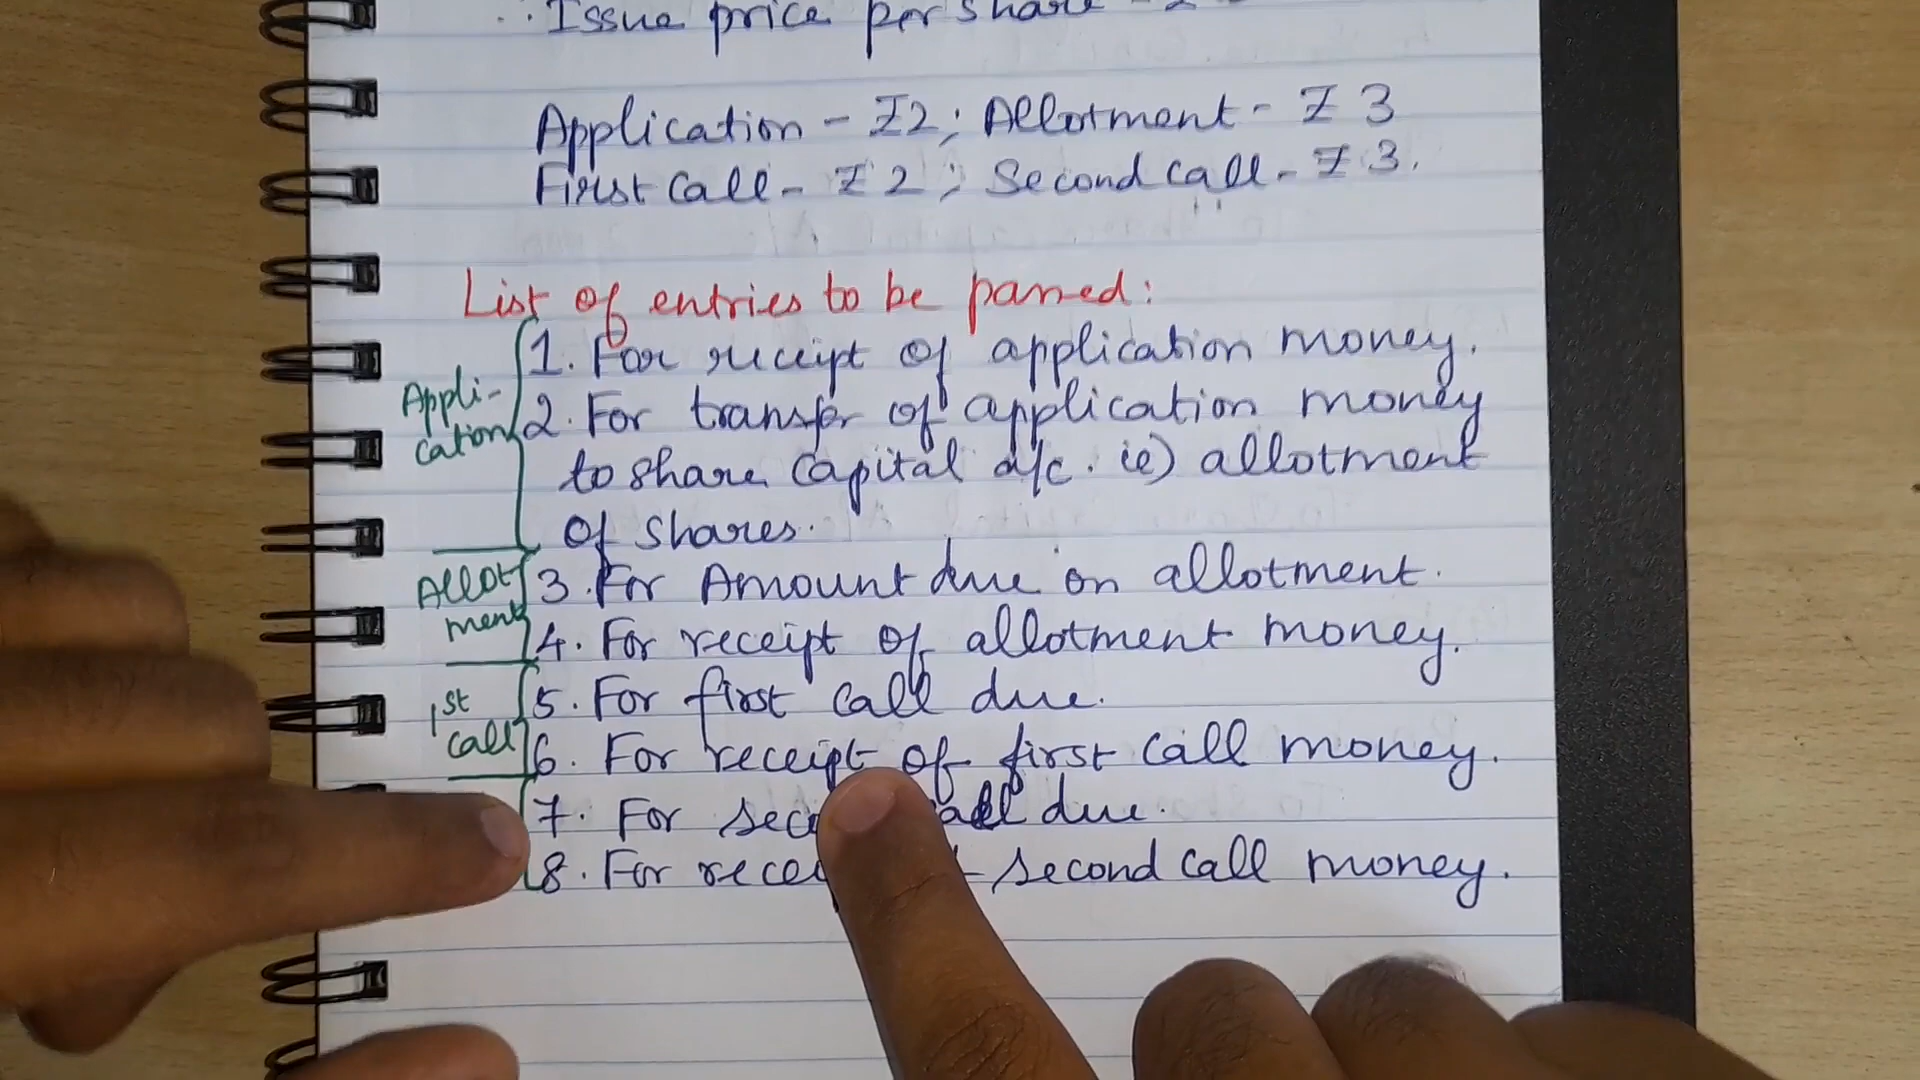 ∴ Issue price per share -
Application - ₹2; Allotment - ₹ 3
First call - ₹ 2; Second call - ₹ 3.
List of entries to be passed:
1. For receipt of application money.
2. For transfer of application money
to share capital a/c. ie) allotment
of shares.
Appli-
cation
3. For Amount due on allotment.
4. For receipt of allotment money.
Allot
ment
5. For first call due.
6. For receipt of first call money.
1st
call
7. For call due.
8. For second call money.